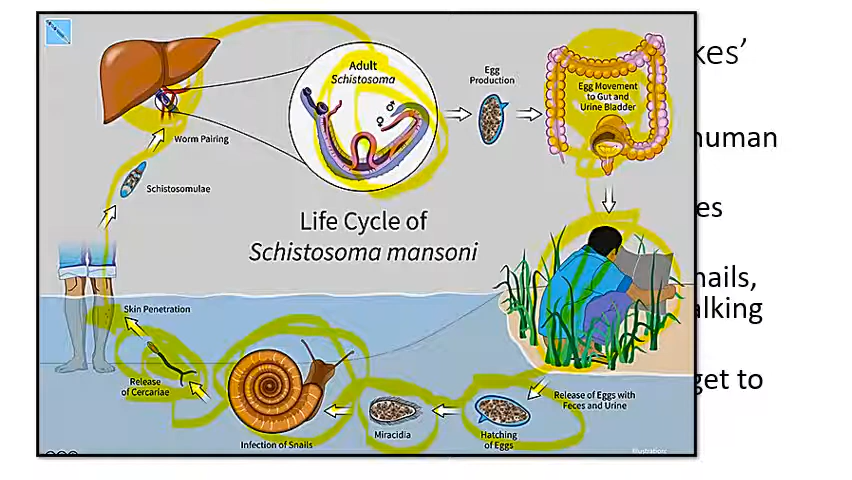 Adult
Schistosoma
Egg
Production
Egg Movement
to Gut and
Urine Bladder
Worm Pairing
Schistosomulae
Life Cycle of
Schistosoma mansoni
Skin Penetration
Release
of Cercariae
Infection of Snails
Miracidia
Hatching
of Eggs
Release of Eggs with
Feces and Urine
kes’
human
es
nails,
alking
get to